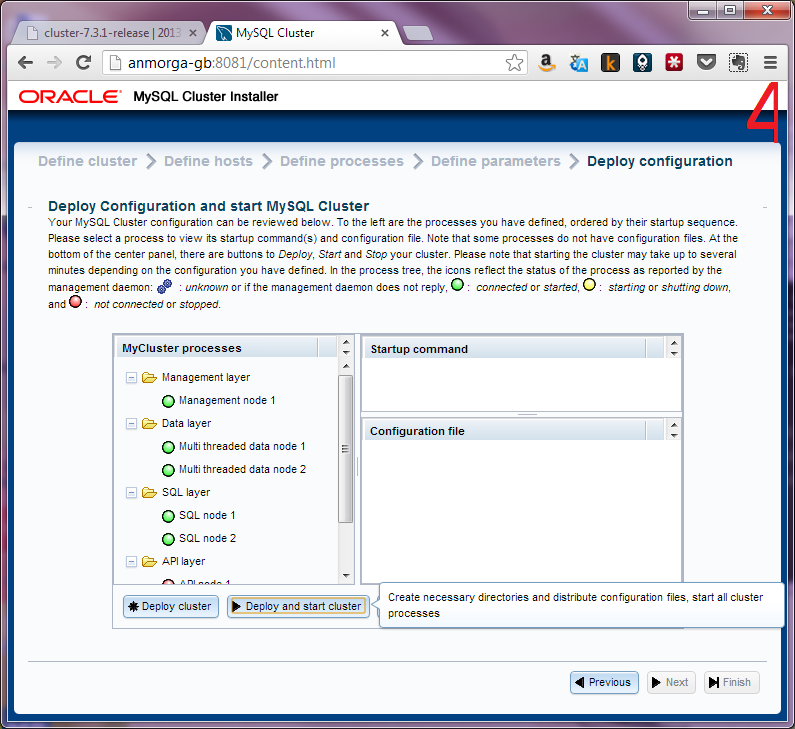 cluster-7.3.1-release | 2013
MySQL Cluster
anmorga-gb:8081/content.html
ORACLE® MySQL Cluster Installer
4
Define cluster > Define hosts > Define processes > Define parameters > Deploy configuration
Deploy Configuration and start MySQL Cluster
Your MySQL Cluster configuration can be reviewed below. To the left are the processes you have defined, ordered by their startup sequence.
Please select a process to view its startup command(s) and configuration file. Note that some processes do not have configuration files. At the
bottom of the center panel, there are buttons to Deploy, Start and Stop your cluster. Please note that starting the cluster may take up to several
minutes depending on the configuration you have defined. In the process tree, the icons reflect the status of the process as reported by the
management daemon: : unknown or if the management daemon does not reply, : connected or started, : starting or shutting down,
and : not connected or stopped.
MyCluster processes
Management layer
Management node 1
Data layer
Multi threaded data node 1
Multi threaded data node 2
SQL layer
SQL node 1
SQL node 2
API layer
API node 1
Startup command
Configuration file
Deploy cluster
Deploy and start cluster
Create necessary directories and distribute configuration files, start all cluster
processes
Previous
Next
Finish